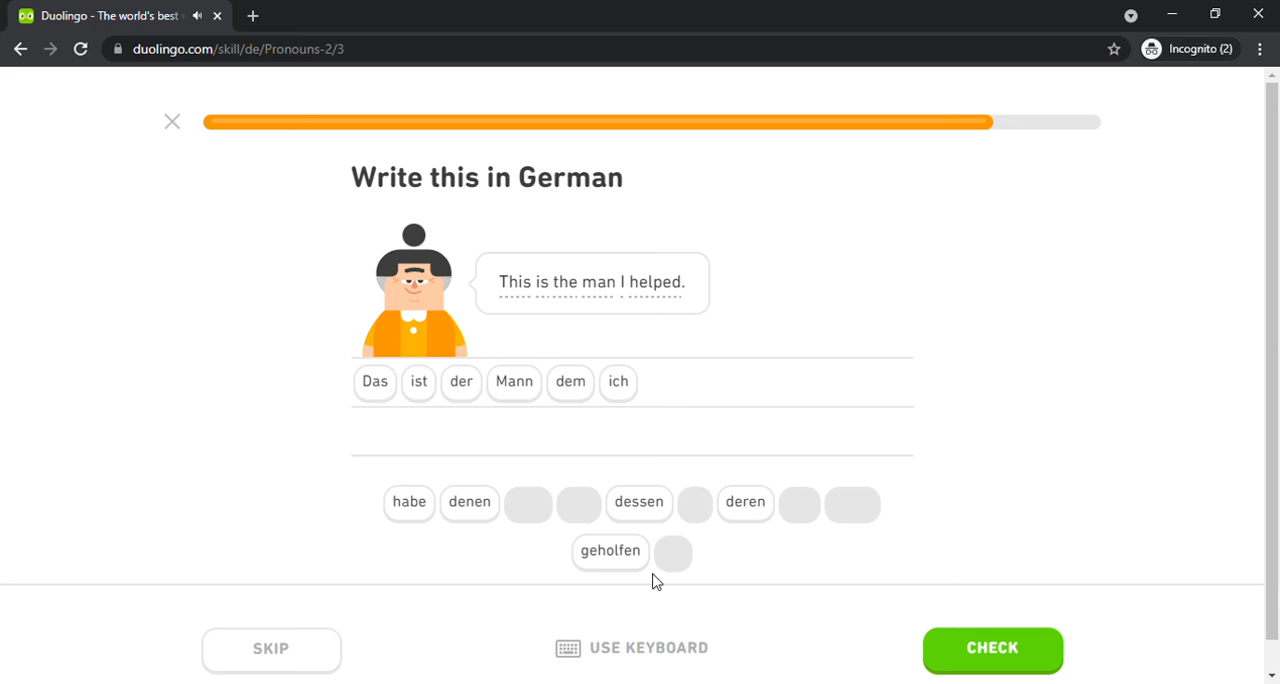 Duolingo - The world's best
duolingo.com/skill/de/Pronouns-2/3
Incognito (2)
Write this in German
This is the man I helped.
Das ist der Mann dem ich
habe denen dessen deren
geholfen
SKIP
USE KEYBOARD
CHECK